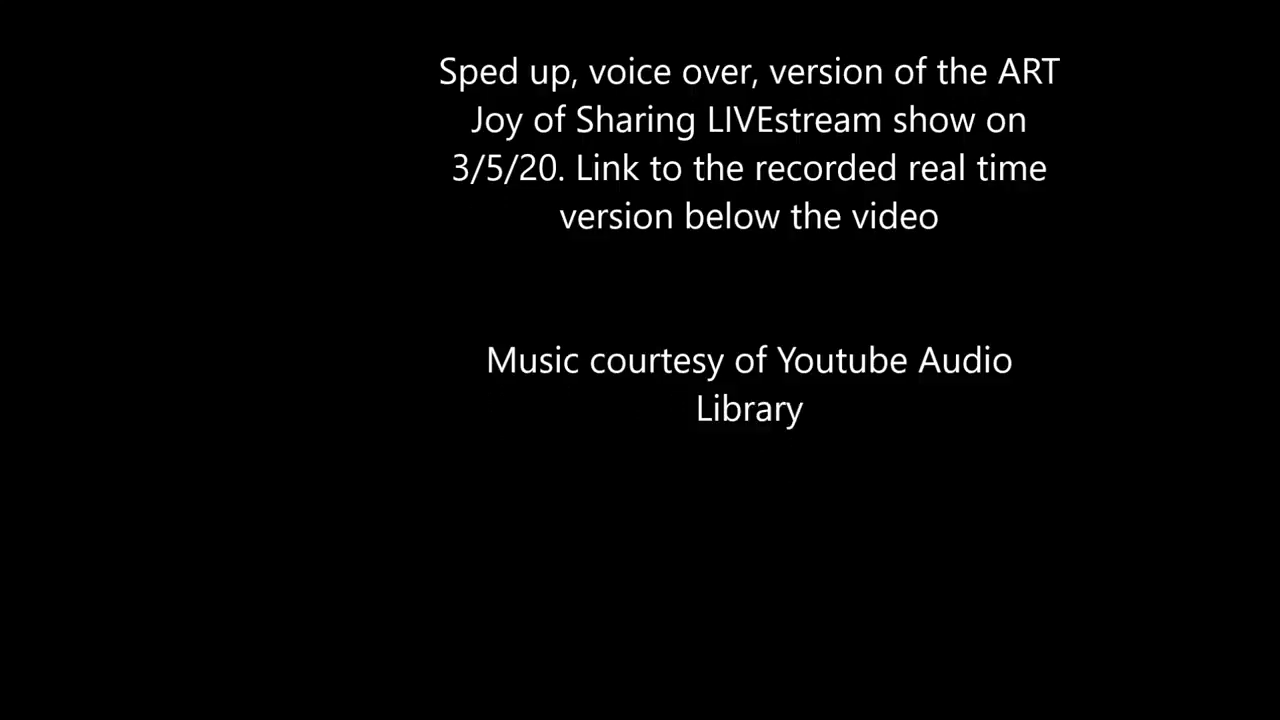 Sped up, voice over, version of the ART
Joy of Sharing LIVEstream show on
3/5/20. Link to the recorded real time
version below the video
Music courtesy of Youtube Audio
Library